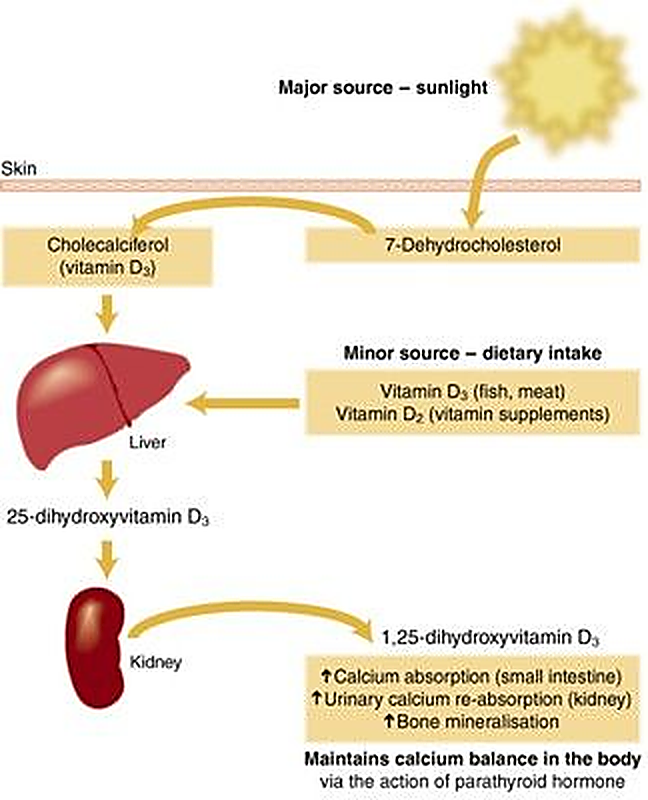 Major source – sunlight
Skin
Cholecalciferol
(vitamin D₃)
7-Dehydrocholesterol
Minor source – dietary intake
Vitamin D₃ (fish, meat)
Vitamin D₂ (vitamin supplements)
Liver
25-dihydroxyvitamin D₃
Kidney
1,25-dihydroxyvitamin D₃
↑Calcium absorption (small intestine)
↑Urinary calcium re-absorption (kidney)
↑Bone mineralisation
Maintains calcium balance in the body
via the action of parathyroid hormone